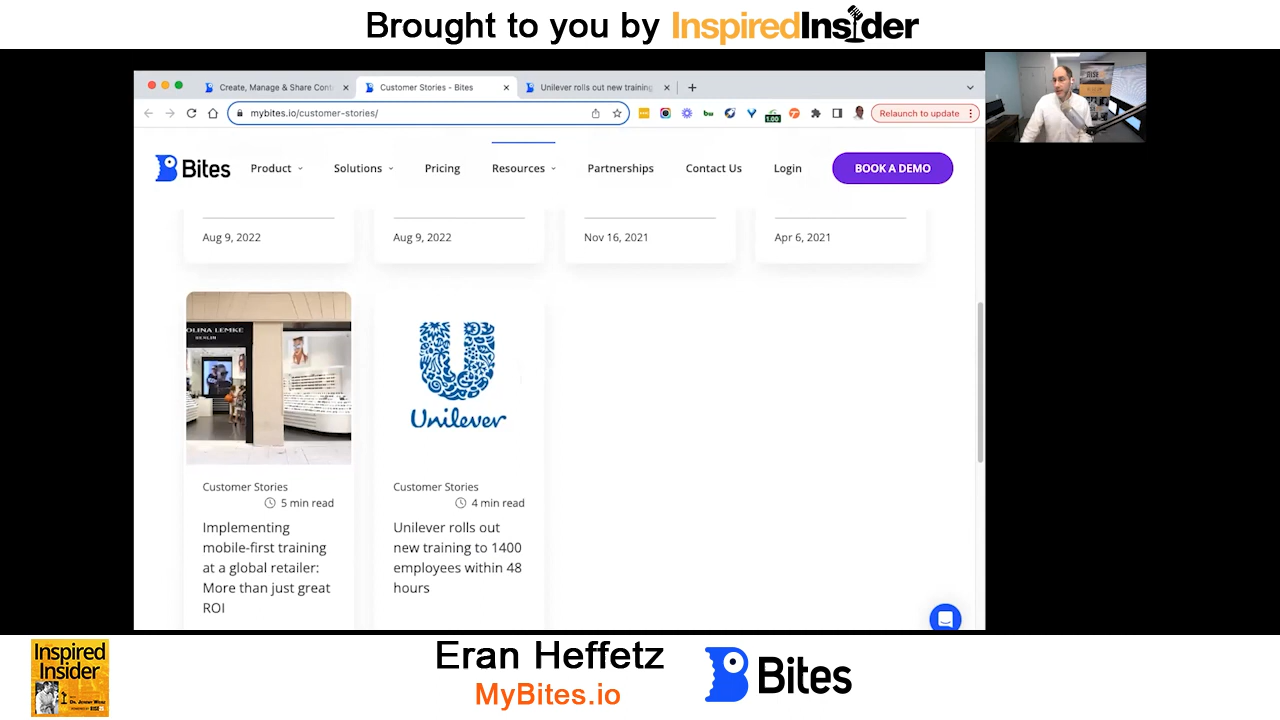 Brought to you by InspiredInsider
Create, Manage & Share Cont
Customer Stories - Bites
Unilever rolls out new training
mybites.io/customer-stories/
1.00
Relaunch to update
Bites
Product
Solutions
Pricing
Resources
Partnerships
Contact Us
Login
BOOK A DEMO
Aug 9, 2022
Aug 9, 2022
Nov 16, 2021
Apr 6, 2021
OLINA LEMKE
BERLIN
Unilever
Customer Stories
5 min read
Implementing
mobile-first training
at a global retailer:
More than just great
ROI
Customer Stories
4 min read
Unilever rolls out
new training to 1400
employees within 48
hours
Inspired
Insider
Eran Heffetz
MyBites.io
Bites